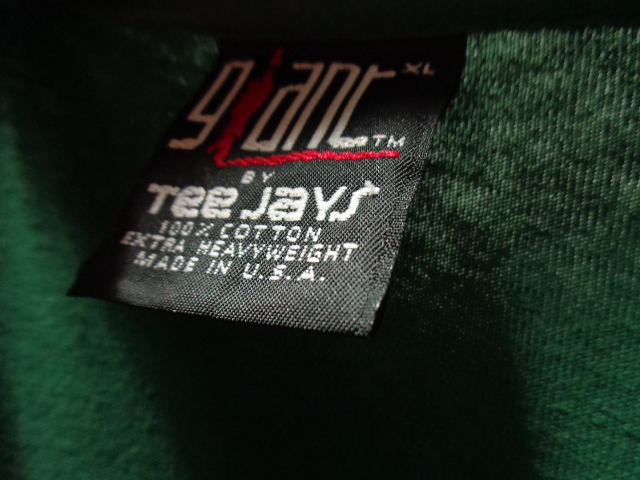 giant XL
TM
BY
Tee Jays
100% COTTON
EXTRA HEAVYWEIGHT
MADE IN U.S.A.